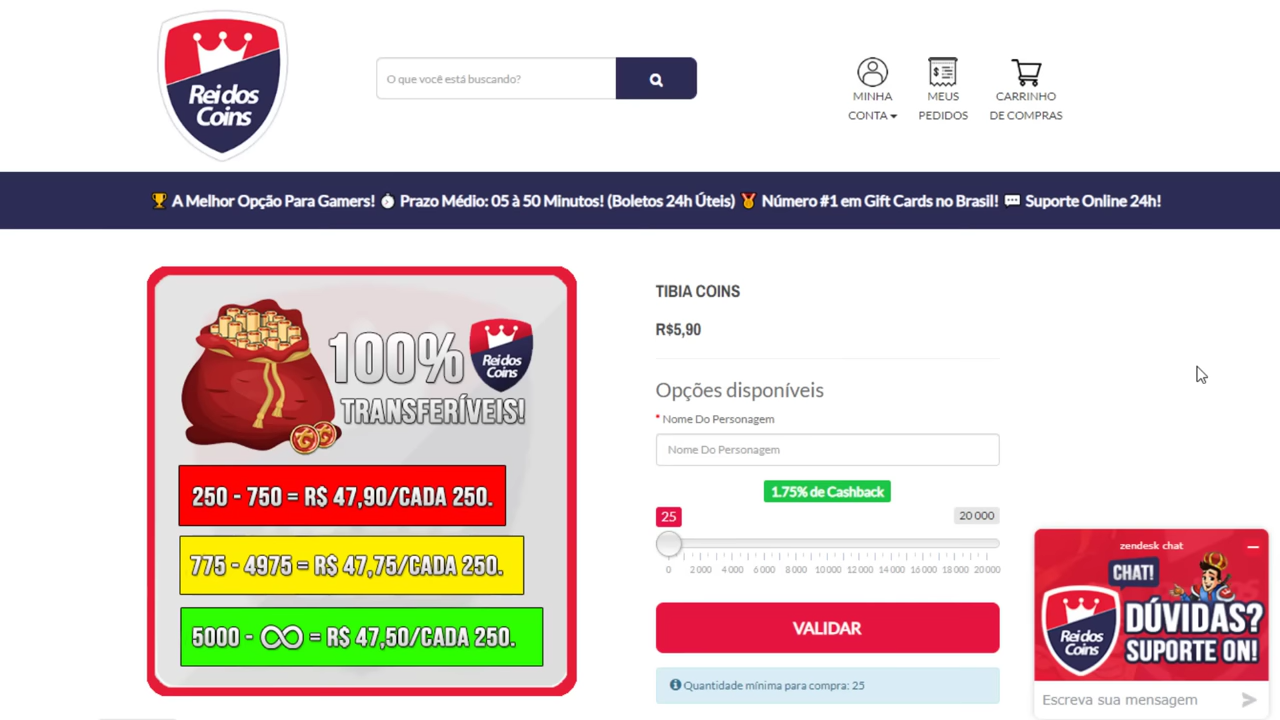 Rei dos
Coins
O que você está buscando?
MINHA
CONTA
MEUS
PEDIDOS
CARRINHO
DE COMPRAS
A Melhor Opção Para Gamers! Prazo Médio: 05 à 50 Minutos! (Boletos 24h Úteis) Número #1 em Gift Cards no Brasil! Suporte Online 24h!
100%
TRANSFERÍVEIS!
Rei dos
Coins
250 - 750 = R$ 47,90/CADA 250.
775 - 4975 = R$ 47,75/CADA 250.
5000 - ∞ = R$ 47,50/CADA 250.
TIBIA COINS
R$5,90
Opções disponíveis
* Nome Do Personagem
Nome Do Personagem
1.75% de Cashback
25
20 000
0 2 000 4 000 6 000 8 000 10 000 12 000 14 000 16 000 18 000 20 000
VALIDAR
Quantidade mínima para compra: 25
zendesk chat
CHAT!
DÚVIDAS?
SUPORTE ON!
Rei dos
Coins
Escreva sua mensagem